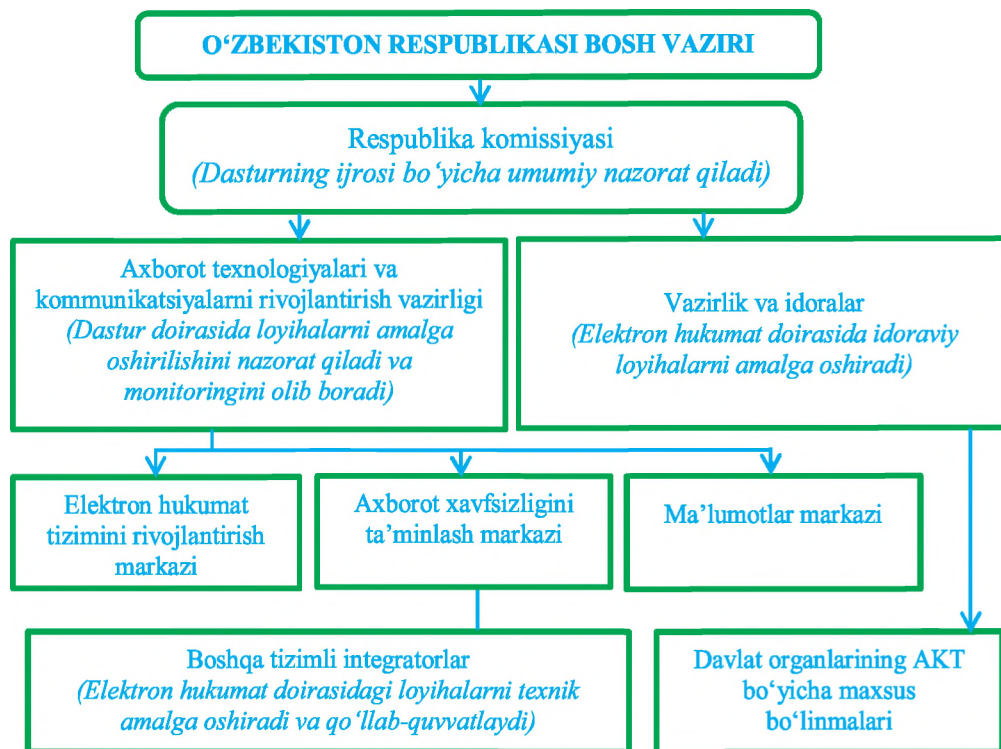 O‘ZBEKISTON RESPUBLIKASI BOSH VAZIRI
Respublika komissiyasi
(Dasturning ijrosi bo‘yicha umumiy nazorat qiladi)
Axborot texnologiyalari va
kommunikatsiyalarni rivojlantirish vazirligi
(Dastur doirasida loyihalarni amalga
oshirilishini nazorat qiladi va
monitoringini olib boradi)
Vazirlik va idoralar
(Elektron hukumat doirasida idoraviy
loyihalarni amalga oshiradi)
Elektron hukumat
tizimini rivojlantirish
markazi
Axborot xavfsizligini
ta’minlash markazi
Ma’lumotlar markazi
Boshqa tizimli integratorlar
(Elektron hukumat doirasidagi loyihalarni texnik
amalga oshiradi va qo‘llab-quvvatlaydi)
Davlat organlarining AKT
bo‘yicha maxsus
bo‘linmalari